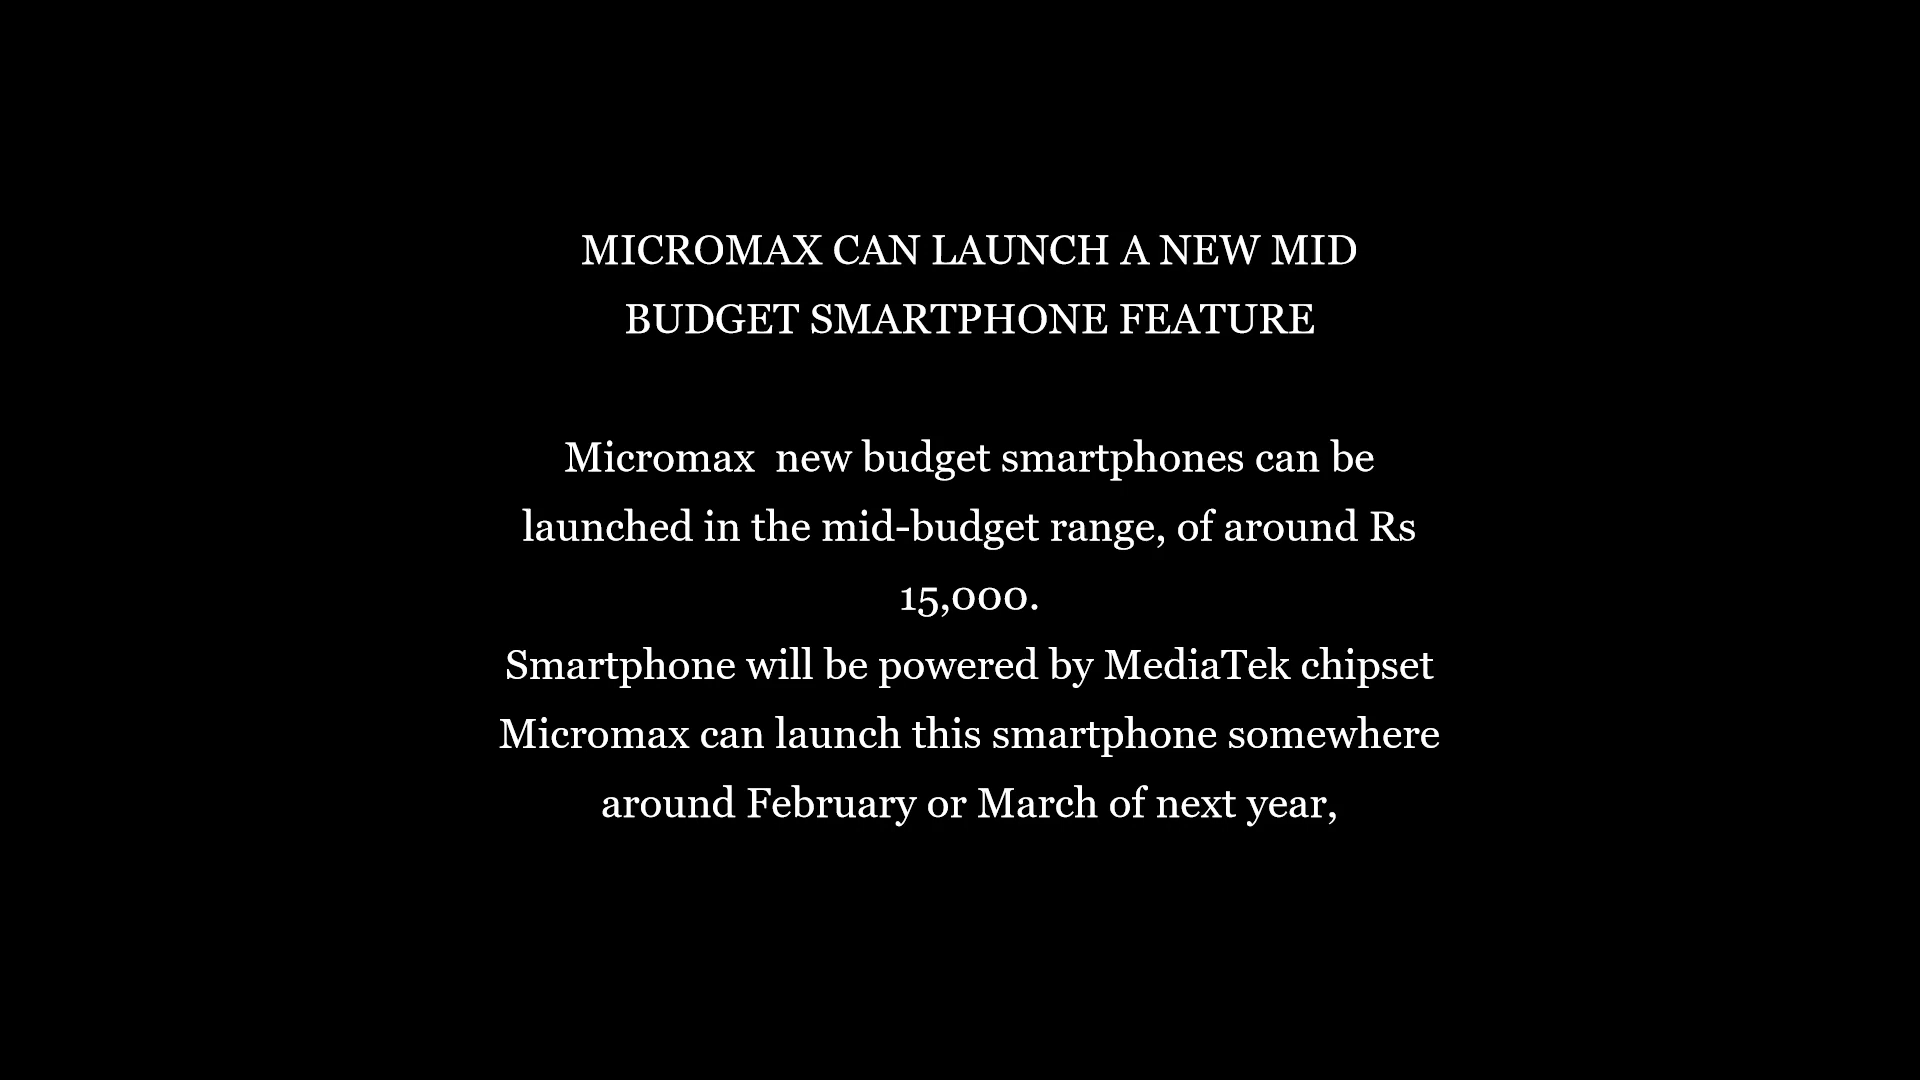 MICROMAX CAN LAUNCH A NEW MID
BUDGET SMARTPHONE FEATURE
Micromax  new budget smartphones can be
launched in the mid-budget range, of around Rs
15,000.
Smartphone will be powered by MediaTek chipset
Micromax can launch this smartphone somewhere
around February or March of next year,